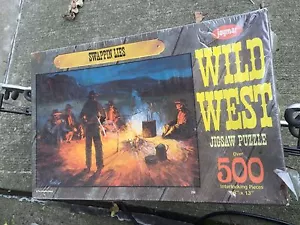 SWAPPIN LIES
Jaymar
WILD
WEST
JIGSAW PUZZLE
Over
500
Interlocking Pieces